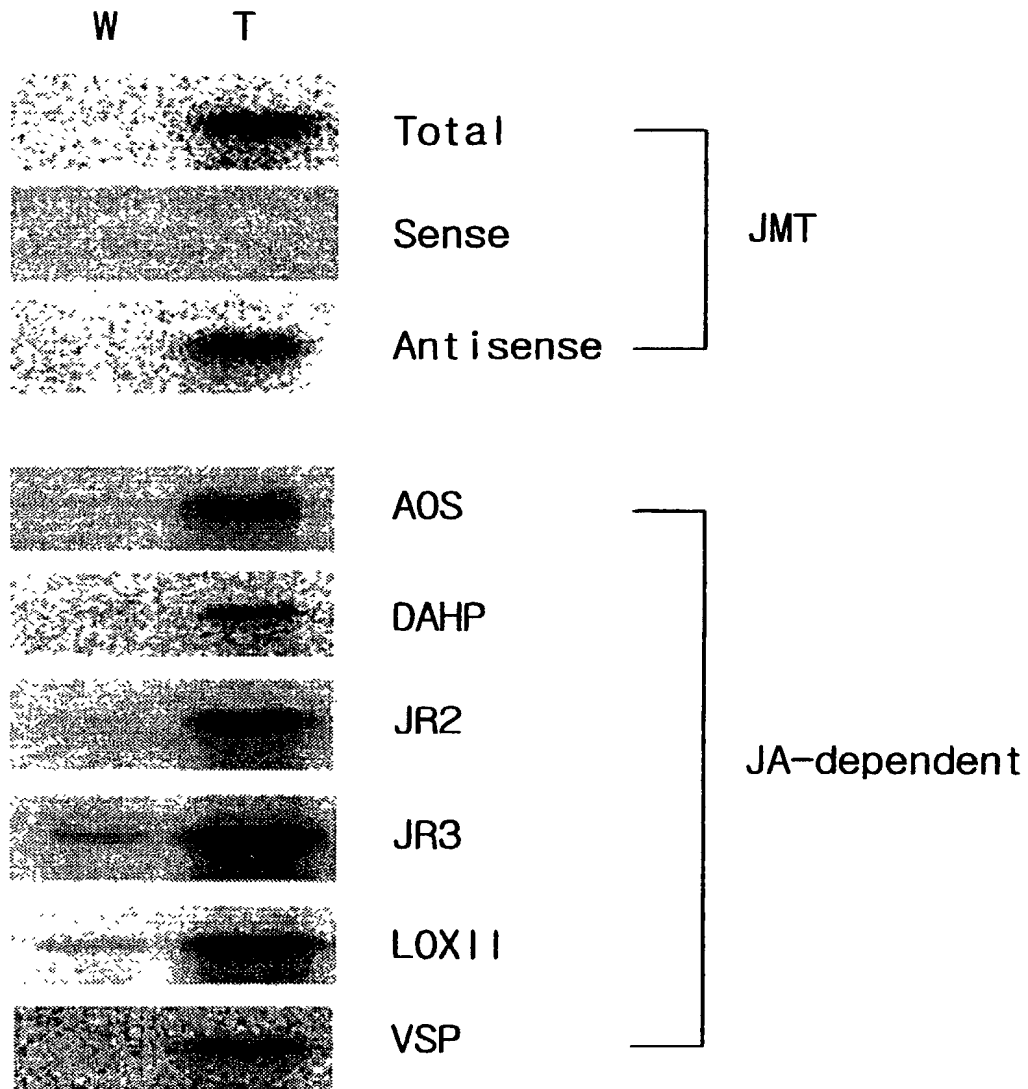 W T
Total
Sense
JMT
Antisense
AOS
DAHP
JR2
JA-dependent
JR3
LOXII
VSP